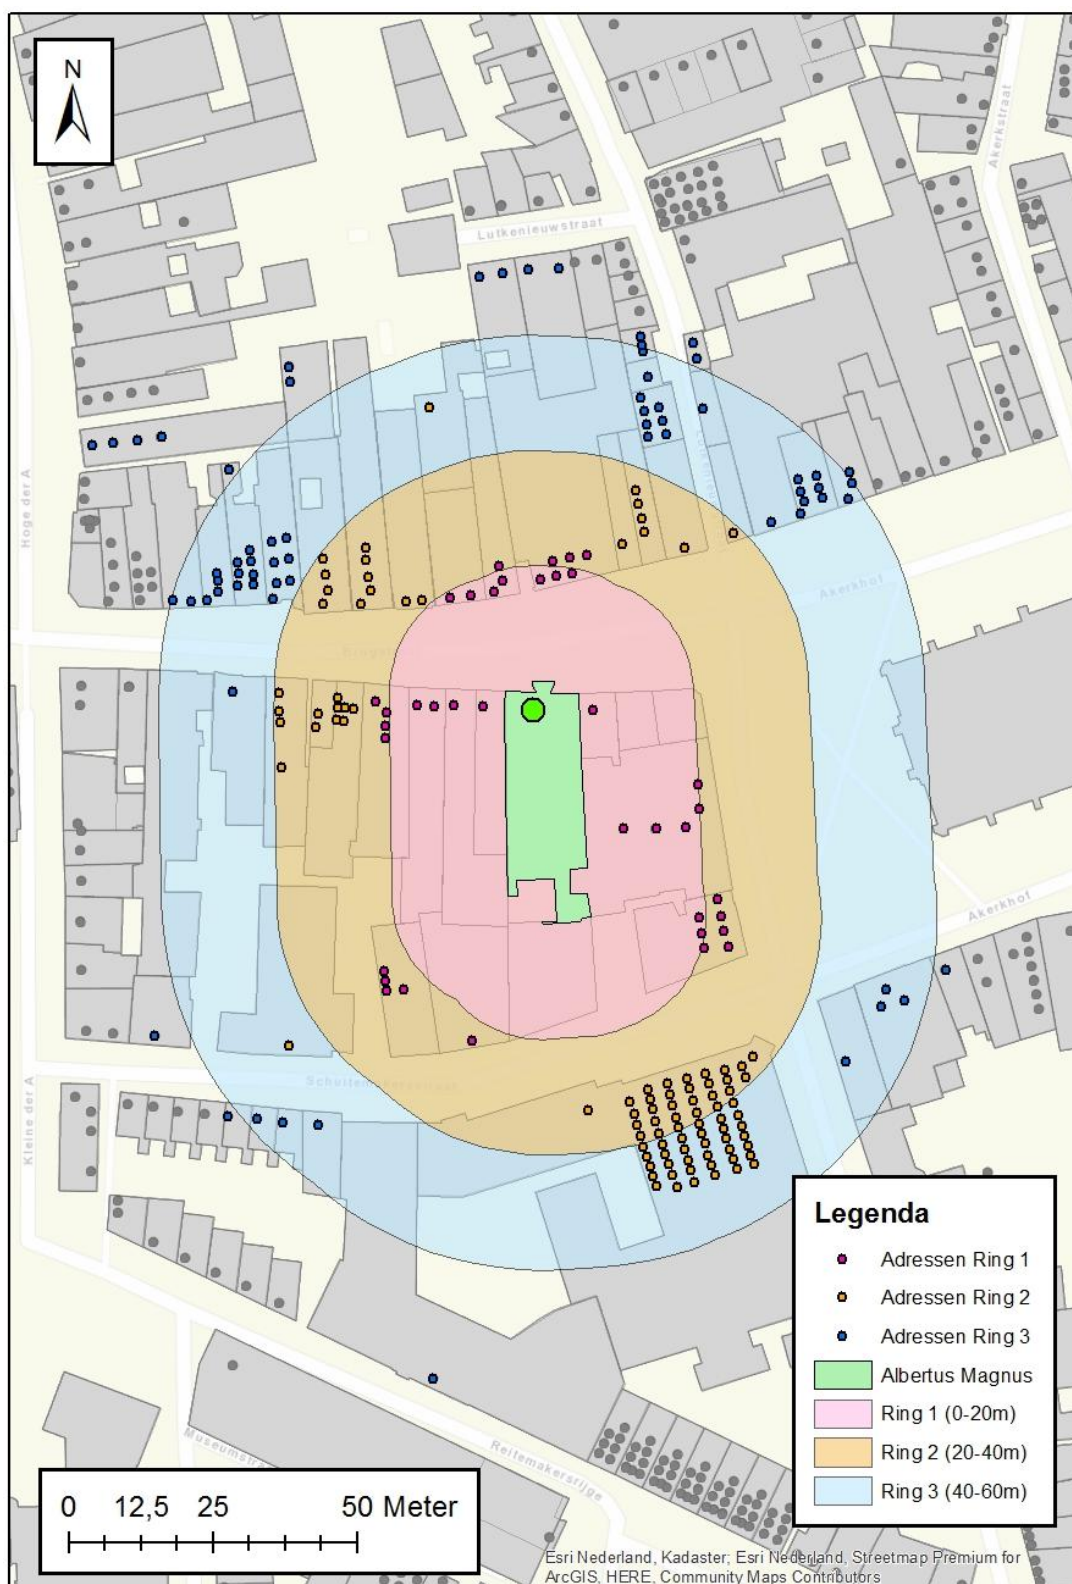 N
Lutkenieuwstraat
Akerkstraat
Hoge der A
Akerkhof
Akerkhof
Kleine der A
Schuitemakersstraat
Museumstra
Reitemakersrijge
Legenda
Adressen Ring 1
Adressen Ring 2
Adressen Ring 3
Albertus Magnus
Ring 1 (0-20m)
Ring 2 (20-40m)
Ring 3 (40-60m)
0 12,5 25 50 Meter
Esri Nederland, Kadaster; Esri Nederland, Streetmap Premium for
ArcGIS, HERE, Community Maps Contributors